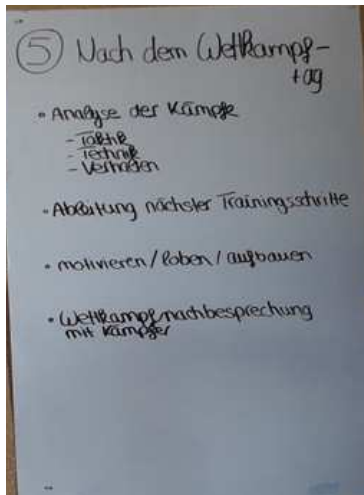 5 Nach dem Wettkampf-
tag
• Analyse der Kämpfe
- Taktik
- Technik
- Verhalten
• Ableitung nächster Trainingsschritte
• motivieren / loben / aufbauen
• Wettkampfnachbesprechung
mit Kämpfer